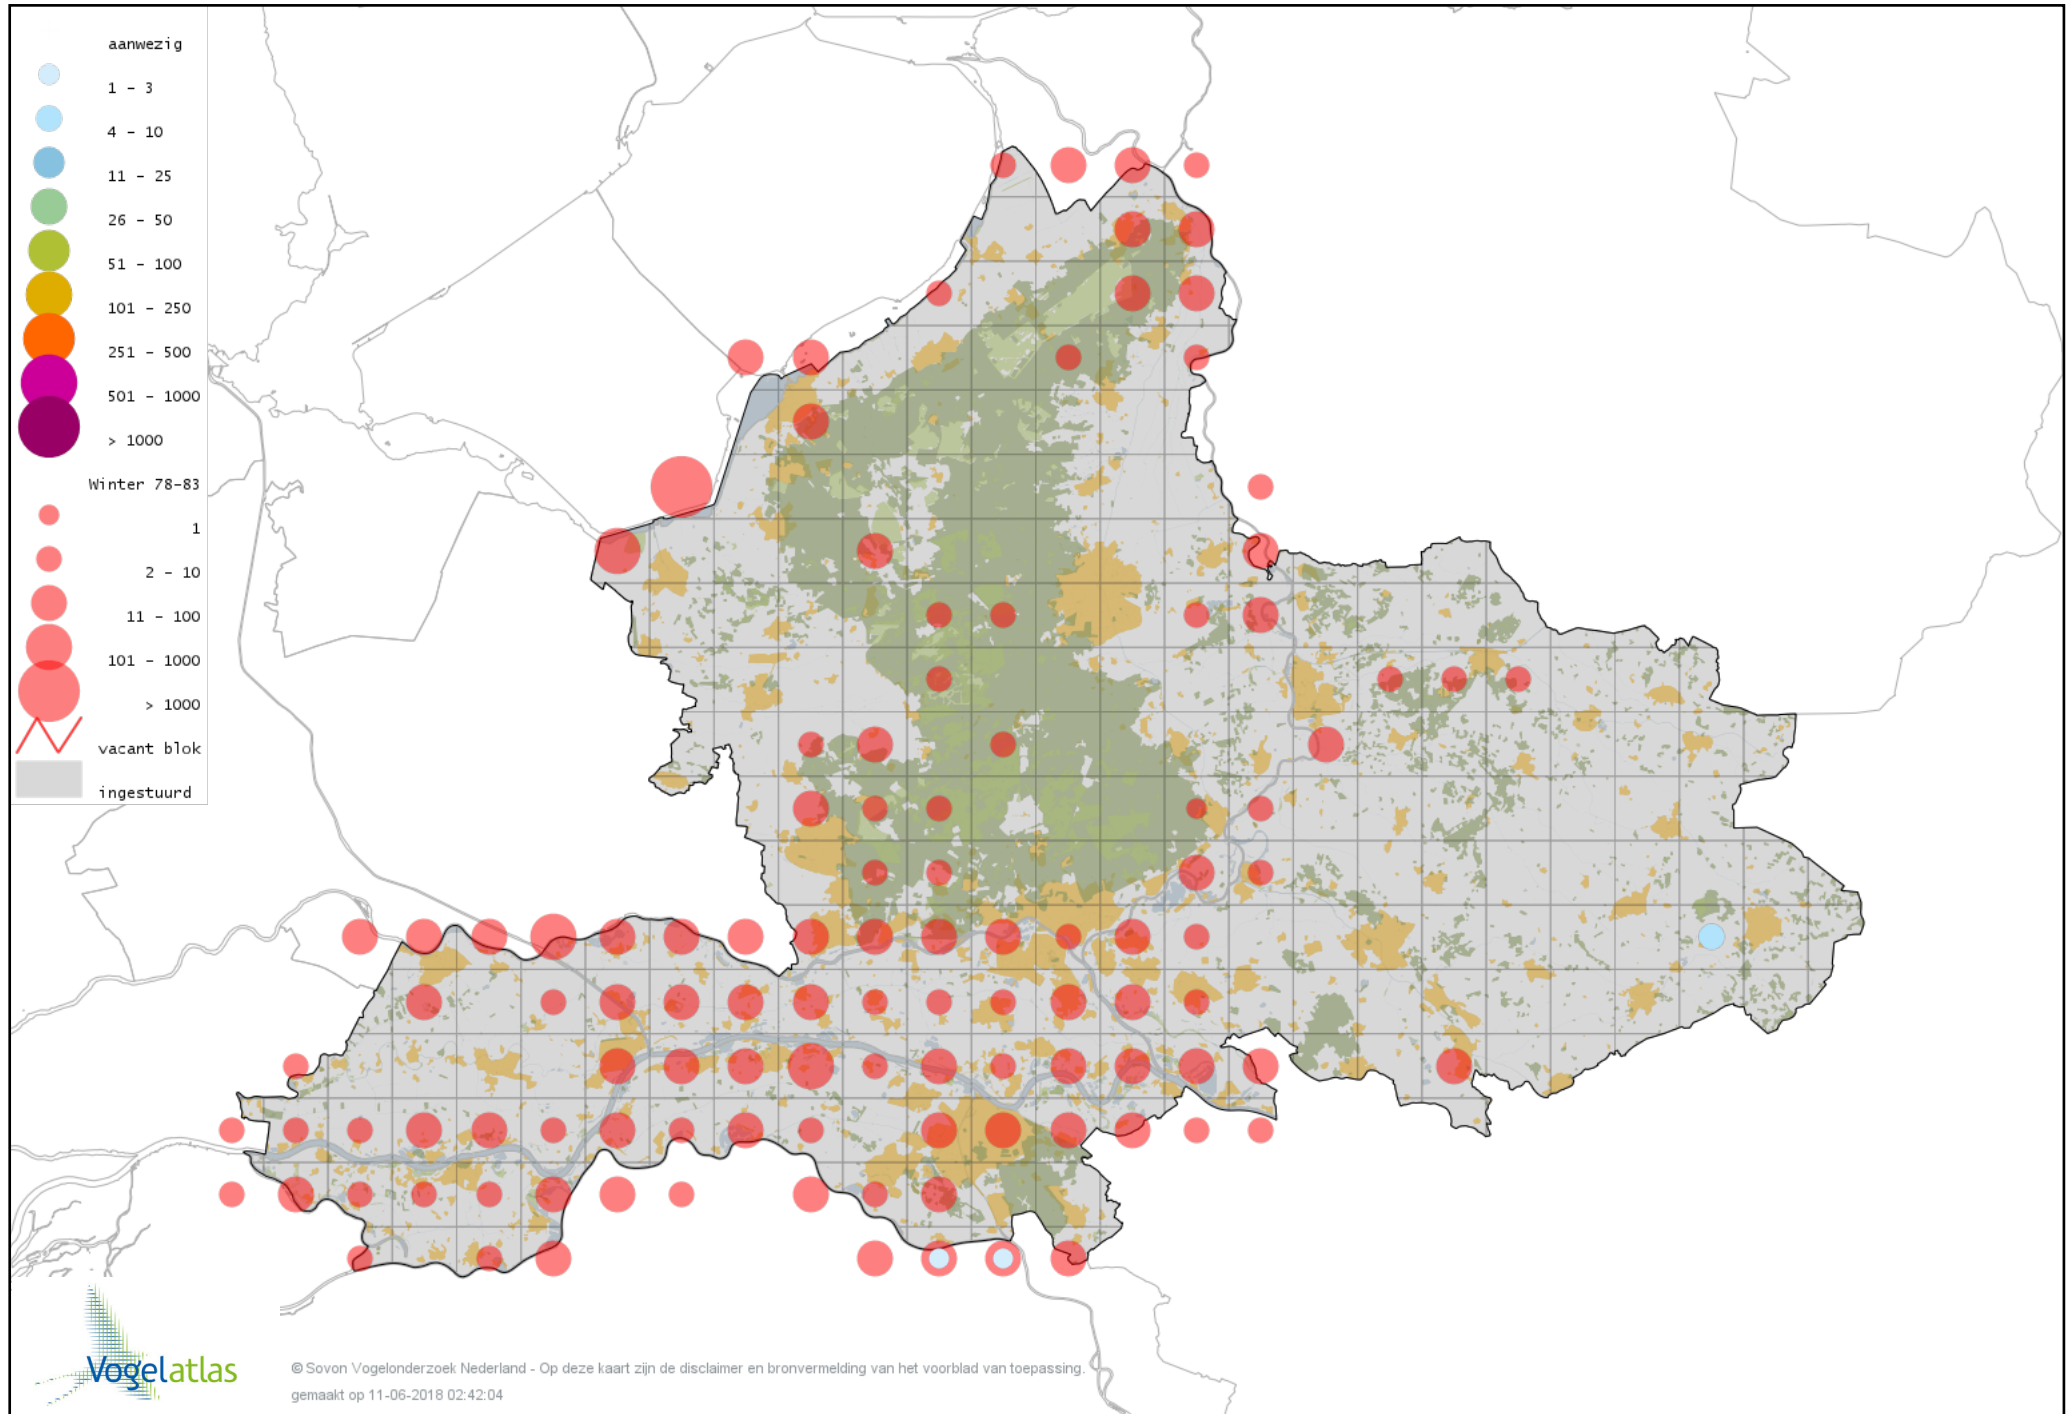 aanwezig
1 - 3
4 - 10
11 - 25
26 - 50
51 - 100
101 - 250
251 - 500
501 - 1000
> 1000
Winter 78-83
1
2 - 10
11 - 100
101 - 1000
> 1000
vacant blok
ingestuurd
Vogelatlas
© Sovon Vogelonderzoek Nederland - Op deze kaart zijn de disclaimer en bronvermelding van het voorblad van toepassing.
gemaakt op 11-06-2018 02:42:04